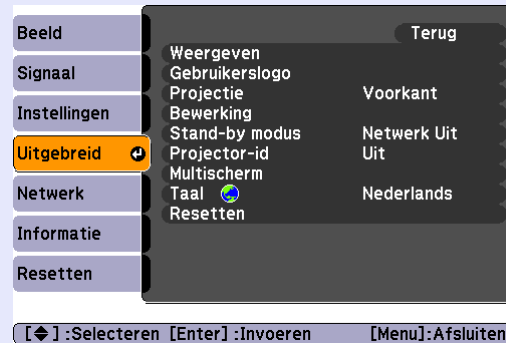 Beeld
Signaal
Instellingen
Uitgebreid
Netwerk
Informatie
Resetten
Terug
Weergeven
Gebruikerslogo
Projectie Voorkant
Bewerking
Stand-by modus Netwerk Uit
Projector-id Uit
Multischerm
Taal Nederlands
Resetten
[◆] :Selecteren [Enter] :Invoeren [Menu]:Afsluiten